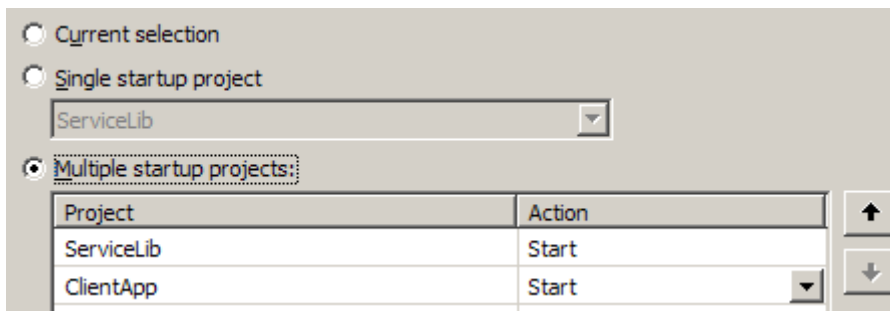 Current selection
Single startup project
ServiceLib
Multiple startup projects:
Project Action
ServiceLib Start
ClientApp Start